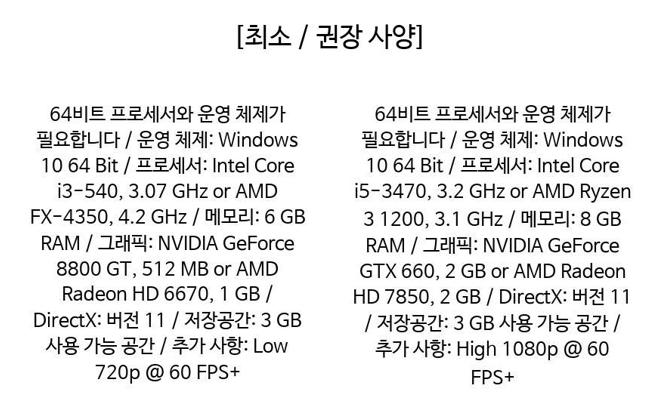 [최소 / 권장 사양]
64비트 프로세서와 운영 체제가
필요합니다 / 운영 체제: Windows
10 64 Bit / 프로세서: Intel Core
i3-540, 3.07 GHz or AMD
FX-4350, 4.2 GHz / 메모리: 6 GB
RAM / 그래픽: NVIDIA GeForce
8800 GT, 512 MB or AMD
Radeon HD 6670, 1 GB /
DirectX: 버전 11 / 저장공간: 3 GB
사용 가능 공간 / 추가 사항: Low
720p @ 60 FPS+
64비트 프로세서와 운영 체제가
필요합니다 / 운영 체제: Windows
10 64 Bit / 프로세서: Intel Core
i5-3470, 3.2 GHz or AMD Ryzen
3 1200, 3.1 GHz / 메모리: 8 GB
RAM / 그래픽: NVIDIA GeForce
GTX 660, 2 GB or AMD Radeon
HD 7850, 2 GB / DirectX: 버전 11
/ 저장공간: 3 GB 사용 가능 공간 /
추가 사항: High 1080p @ 60
FPS+